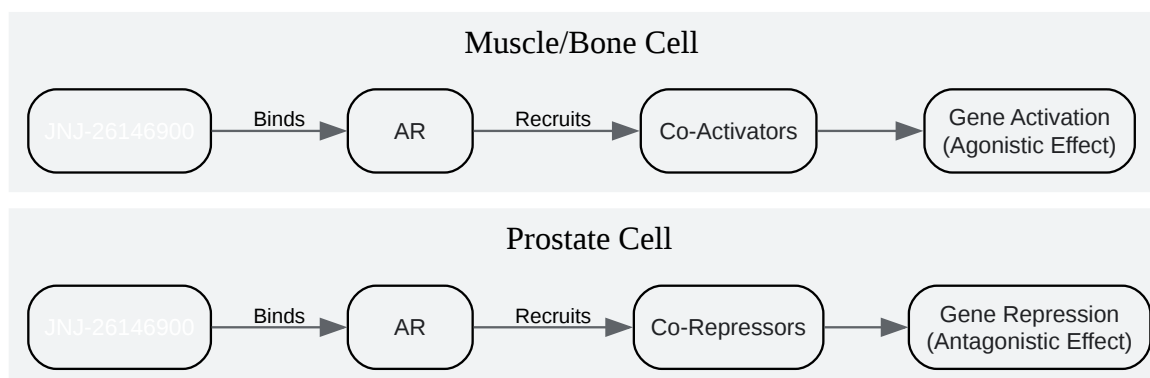 Muscle/Bone Cell
JNJ-26146900
Binds
AR
Recruits
Co-Activators
Gene Activation
(Agonistic Effect)
Prostate Cell
JNJ-26146900
Binds
AR
Recruits
Co-Repressors
Gene Repression
(Antagonistic Effect)